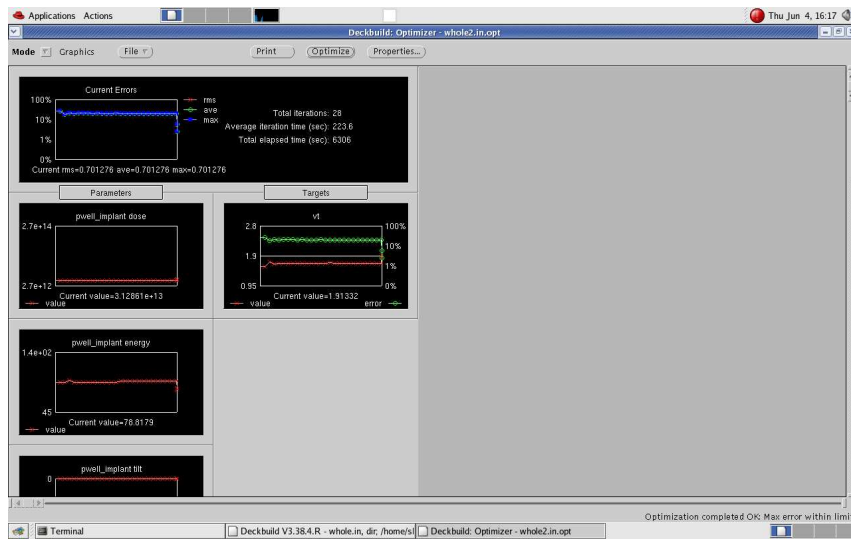 Applications Actions
Thu Jun 4, 16:17
Deckbuild: Optimizer - whole2.in.opt
Mode Graphics File Print Optimize Properties...
Current Errors
100%
10%
1%
0%
rms
ave
max
Total iterations: 28
Average iteration time (sec): 223.6
Total elapsed time (sec): 6306
Current rms=0.701276 ave=0.701276 max=0.701276
Parameters
Targets
pwell_implant dose
2.7e+14
2.7e+12
Current value=3.12861e+13
value
vt
2.8
1.9
0.95
100%
10%
1%
0%
Current value=1.91332
value error
pwell_implant energy
1.4e+02
45
Current value=78.8179
value
pwell_implant tilt
0
Optimization completed OK: Max error within limi
Terminal
Deckbuild V3.38.4.R - whole.in, dir, /home/sl
Deckbuild: Optimizer - whole2.in.opt